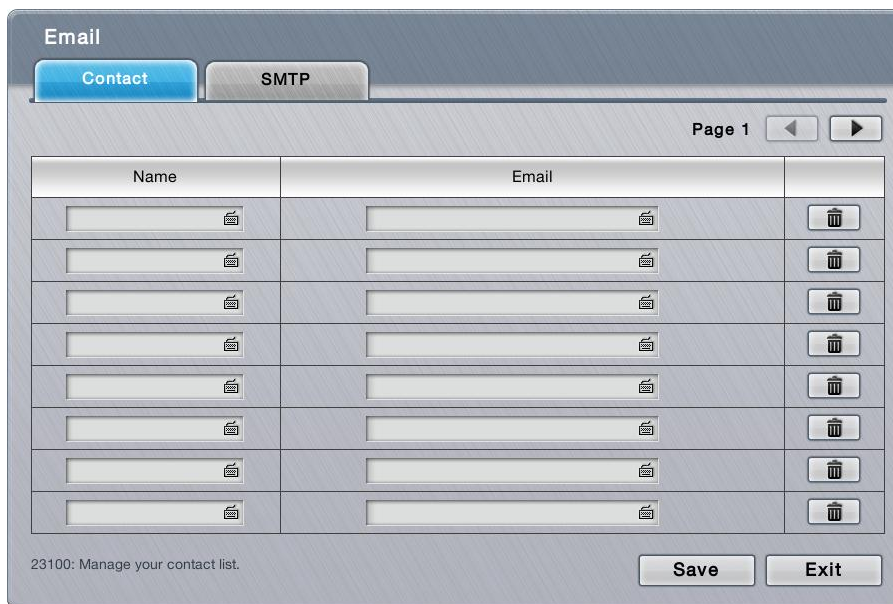 Email
Contact SMTP
Page 1
Name Email
23100: Manage your contact list.
Save Exit